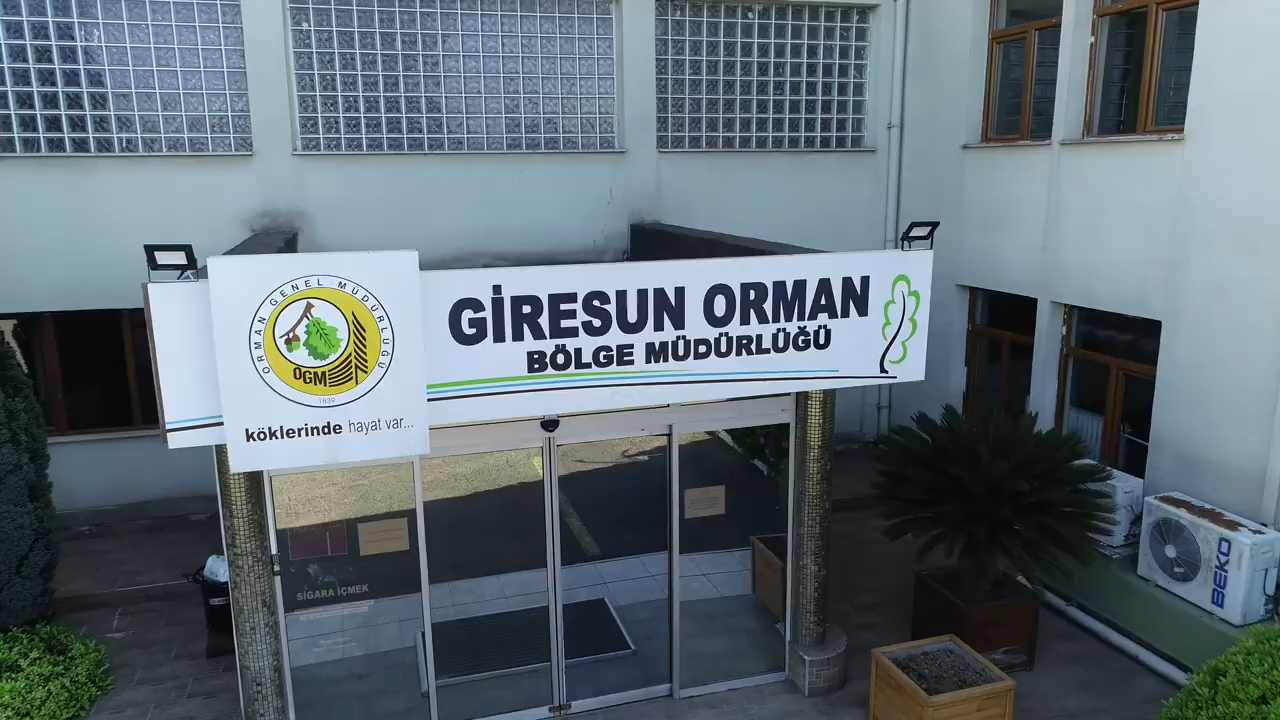 ORMAN GENEL MÜDÜRLÜĞÜ
OGM
1839
köklerinde hayat var...
GİRESUN ORMAN
BÖLGE MÜDÜRLÜĞÜ
SİGARA İÇMEK
BEKO